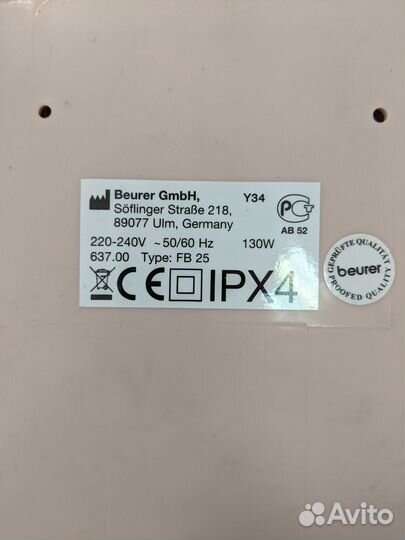 Beurer GmbH, Y34
Söflinger Straße 218,
89077 Ulm, Germany
AB 52
220-240V ~50/60 Hz 130W
637.00 Type: FB 25
CE IPX4
GEPRÜFTE QUALITÄT
beurer
PROOFED QUALITY
Avito